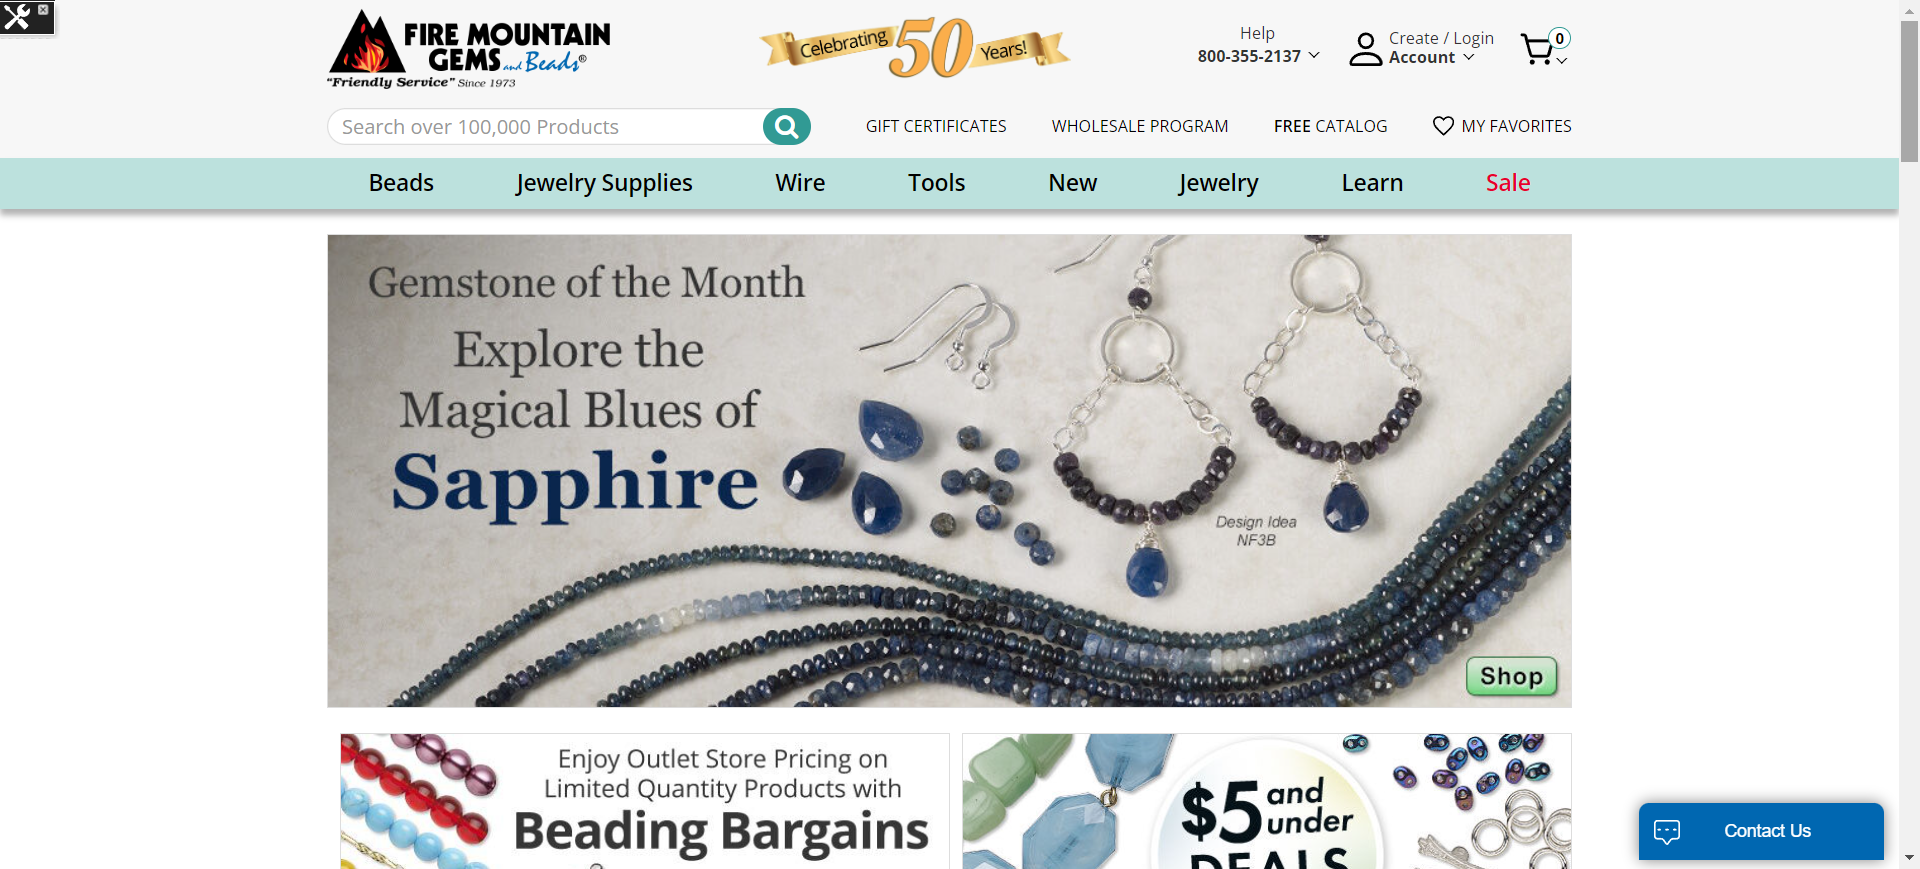 FIRE MOUNTAIN
GEMS and Beads®
"Friendly Service" Since 1973
Celebrating 50 Years!
Help
800-355-2137
Create / Login
Account
0
Search over 100,000 Products
GIFT CERTIFICATES
WHOLESALE PROGRAM
FREE CATALOG
MY FAVORITES
Beads
Jewelry Supplies
Wire
Tools
New
Jewelry
Learn
Sale
Gemstone of the Month
Explore the
Magical Blues of
Sapphire
Design Idea
NF3B
Shop
Enjoy Outlet Store Pricing on
Limited Quantity Products with
Beading Bargains
$5 and
under
DEALS
Contact Us